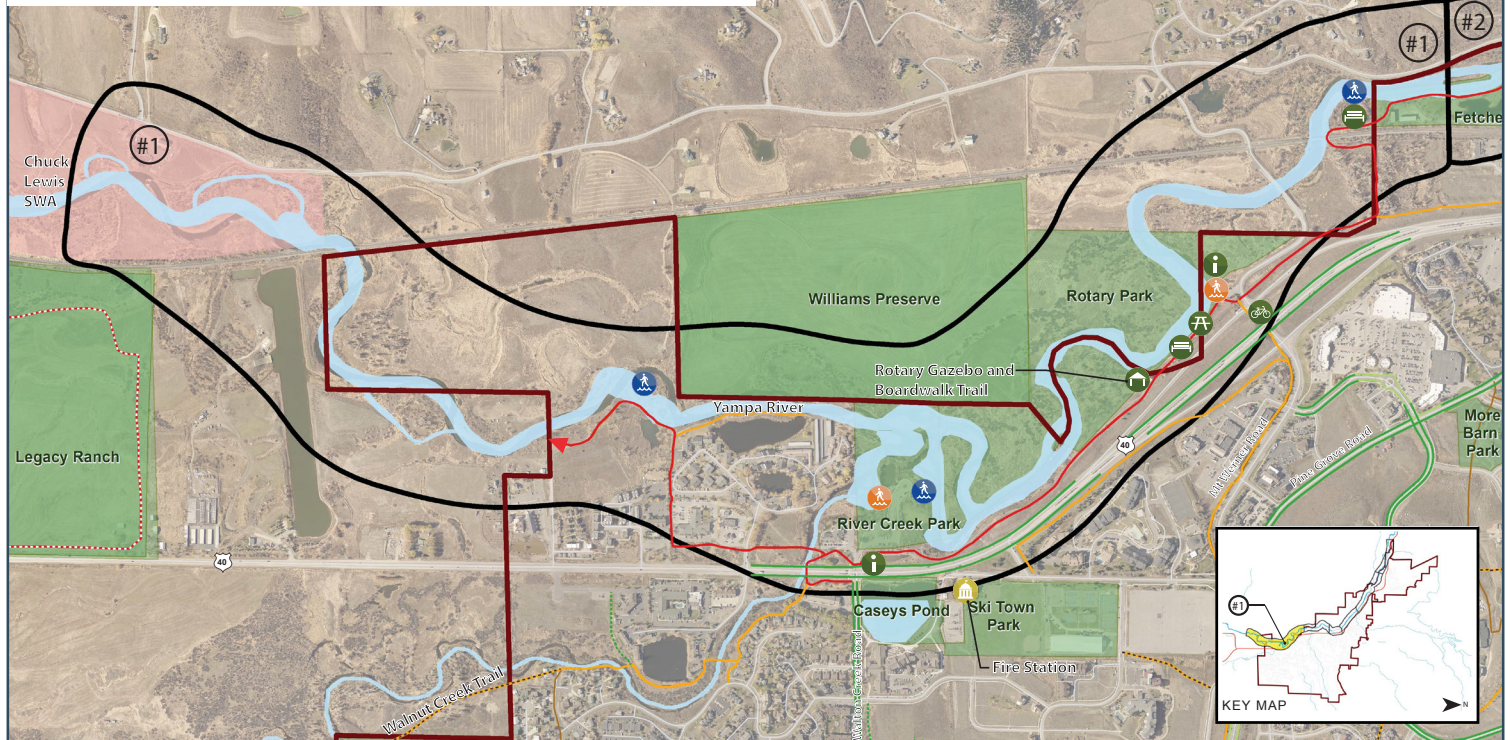 #2
#1
Fetche
#1
Chuck
Lewis
SWA
Williams Preserve
Rotary Park
Rotary Gazebo and
Boardwalk Trail
Yampa River
40
More
Barn
Park
Legacy Ranch
Mt Werner Road
Pine Grove Road
River Creek Park
40
Caseys Pond
Ski Town
Park
Fire Station
Walton Creek Road
Walnut Creek Trail
#1
KEY MAP
N